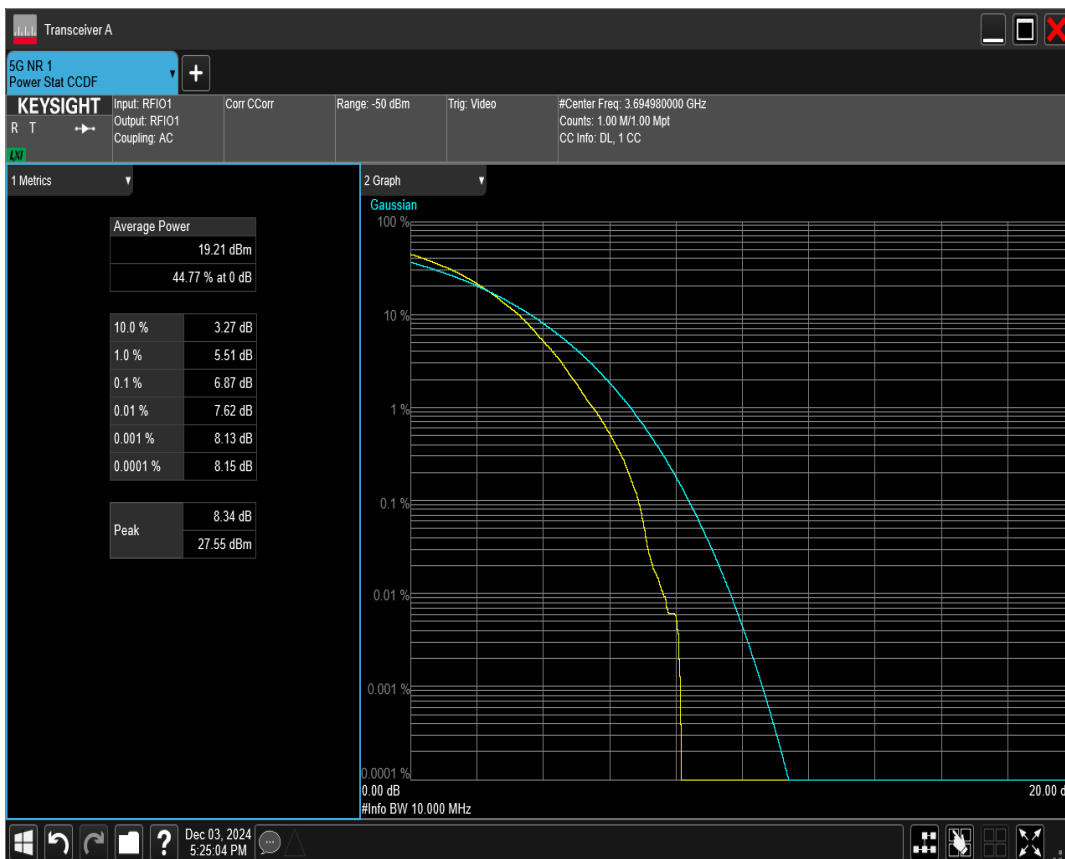 Transceiver A
5G NR 1
Power Stat CCDF
KEYSIGHT
R T
LXI
Input: RFIO1
Output: RFIO1
Coupling: AC
Corr CCorr
Range: -50 dBm
Trig: Video
#Center Freq: 3.694980000 GHz
Counts: 1.00 M/1.00 Mpt
CC Info: DL, 1 CC
1 Metrics
Average Power
19.21 dBm
44.77 % at 0 dB
10.0 % 3.27 dB
1.0 % 5.51 dB
0.1 % 6.87 dB
0.01 % 7.62 dB
0.001 % 8.13 dB
0.0001 % 8.15 dB
Peak
8.34 dB
27.55 dBm
2 Graph
Gaussian
100 %
10 %
1 %
0.1 %
0.01 %
0.001 %
0.0001 %
0.00 dB
20.00 d
#Info BW 10.000 MHz
?
Dec 03, 2024
5:25:04 PM